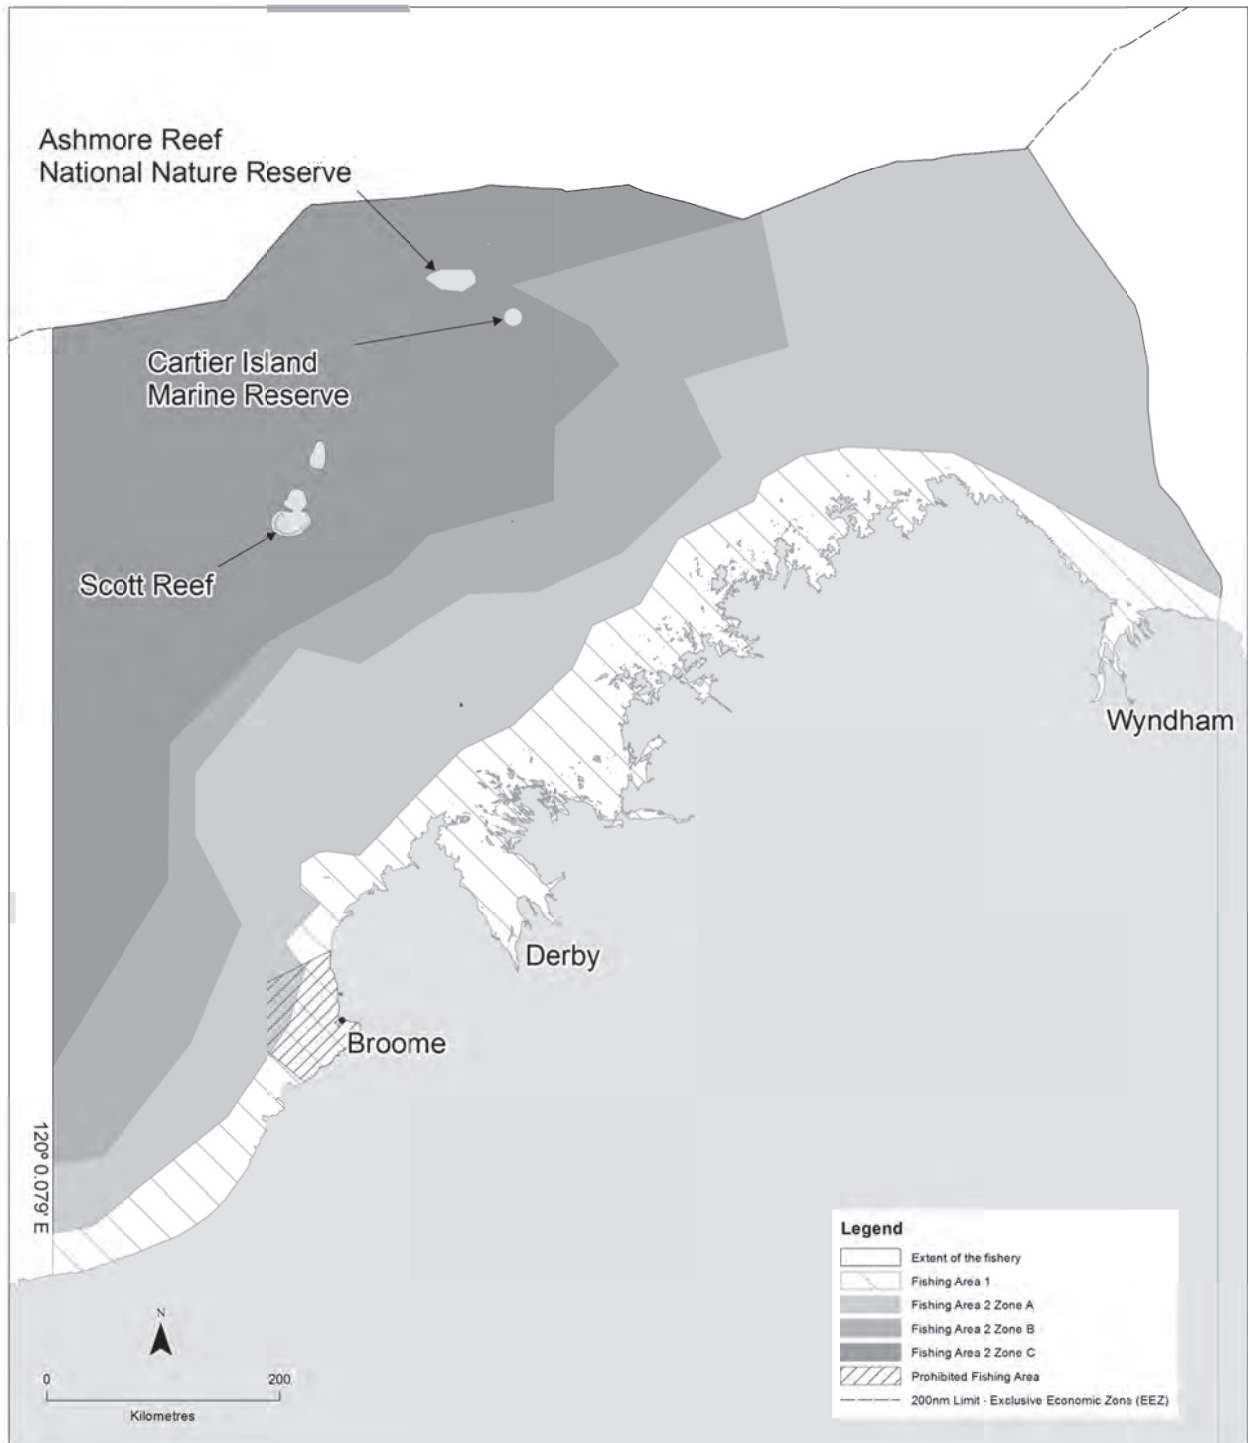 Ashmore Reef
National Nature Reserve
Cartier Island
Marine Reserve
Scott Reef
Wyndham
Derby
Broome
120º 0.079' E
Legend
Extent of the fishery
Fishing Area 1
Fishing Area 2 Zone A
Fishing Area 2 Zone B
Fishing Area 2 Zone C
Prohibited Fishing Area
200nm Limit - Exclusive Economic Zone (EEZ)
N
0 200
Kilometres